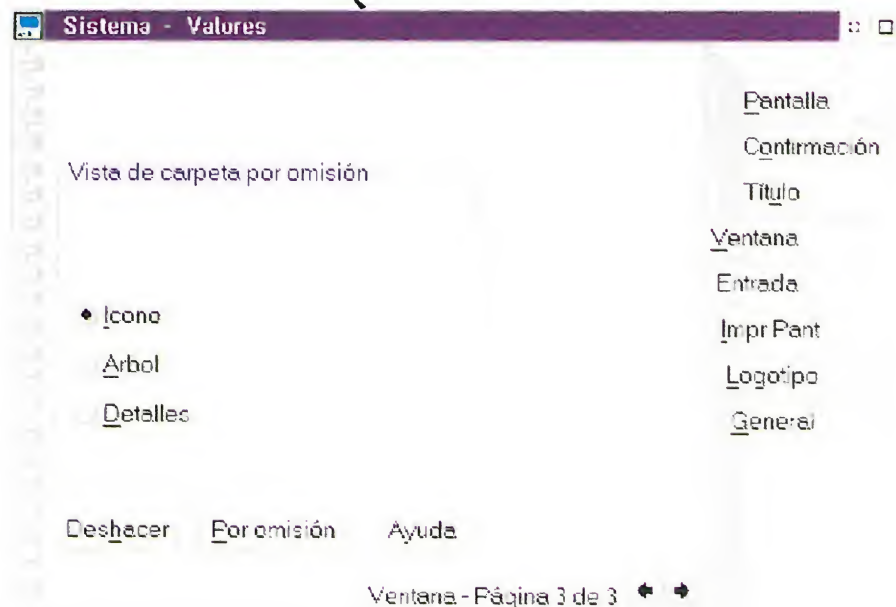 Sistema - Valores
Vista de carpeta por omisión
Icono
Arbol
Detalles
Pantalla
Confirmación
Título
Ventana
Entrada
Impr Pant
Logotipo
General
Deshacer Por omisión Ayuda
Ventana - Página 3 de 3